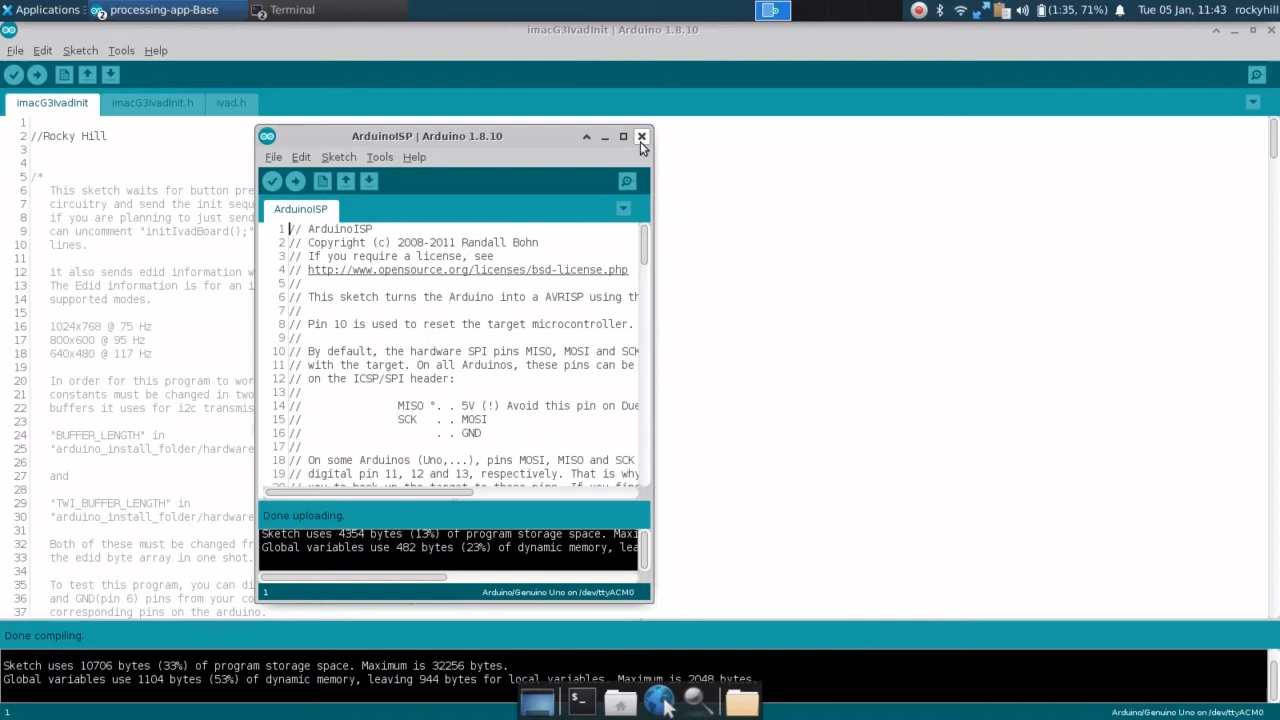 Applications
processing-app-Base
Terminal
(1:35, 71%)
Tue 05 Jan, 11:43
rockyhill
imacG3IvadInit | Arduino 1.8.10
File Edit Sketch Tools Help
imacG3IvadInit imacG3IvadInit.h ivad.h
1
2 //Rocky Hill
3
4
5 /*
6 This sketch waits for button pre
7 circuitry and send the init sequ
8 if you are planning to just send
9 can uncomment "initIvadBoard();"
10 lines.
11
12 it also sends edid information w
13 The Edid information is for an i
14 supported modes.
15
16 1024x768 @ 75 Hz
17 800x600 @ 95 Hz
18 640x480 @ 117 Hz
19
20 In order for this program to wor
21 constants must be changed in two
22 buffers it uses for i2c transmis
23
24 "BUFFER_LENGTH" in
25 "arduino_install_folder/hardware
26
27 and
28
29 "TWI_BUFFER_LENGTH" in
30 "arduino_install_folder/hardware
31
32 Both of these must be changed fr
33 the edid byte array in one shot.
34
35 To test this program, you can di
36 and GND(pin 6) pins from your co
37 corresponding pins on the arduino.
ArduinoISP | Arduino 1.8.10
File Edit Sketch Tools Help
ArduinoISP
1 // ArduinoISP
2 // Copyright (c) 2008-2011 Randall Bohn
3 // If you require a license, see
4 // http://www.opensource.org/licenses/bsd-license.php
5 //
6 // This sketch turns the Arduino into a AVRISP using th
7 //
8 // Pin 10 is used to reset the target microcontroller.
9 //
10 // By default, the hardware SPI pins MISO, MOSI and SCK
11 // with the target. On all Arduinos, these pins can be
12 // on the ICSP/SPI header:
13 //
14 // MISO °. . 5V (!) Avoid this pin on Due
15 // SCK . . MOSI
16 // . . GND
17 //
18 // On some Arduinos (Uno,...), pins MOSI, MISO and SCK
19 // digital pin 11, 12 and 13, respectively. That is why
Done uploading.
Sketch uses 4354 bytes (13%) of program storage space. Maxi
Global variables use 482 bytes (23%) of dynamic memory, lea
1
Arduino/Genuino Uno on /dev/ttyACM0
Done compiling.
Sketch uses 10706 bytes (33%) of program storage space. Maximum is 32256 bytes.
Global variables use 1104 bytes (53%) of dynamic memory, leaving 944 bytes for local variables. Maximum is 2048 bytes.
1
Arduino/Genuino Uno on /dev/ttyACM0